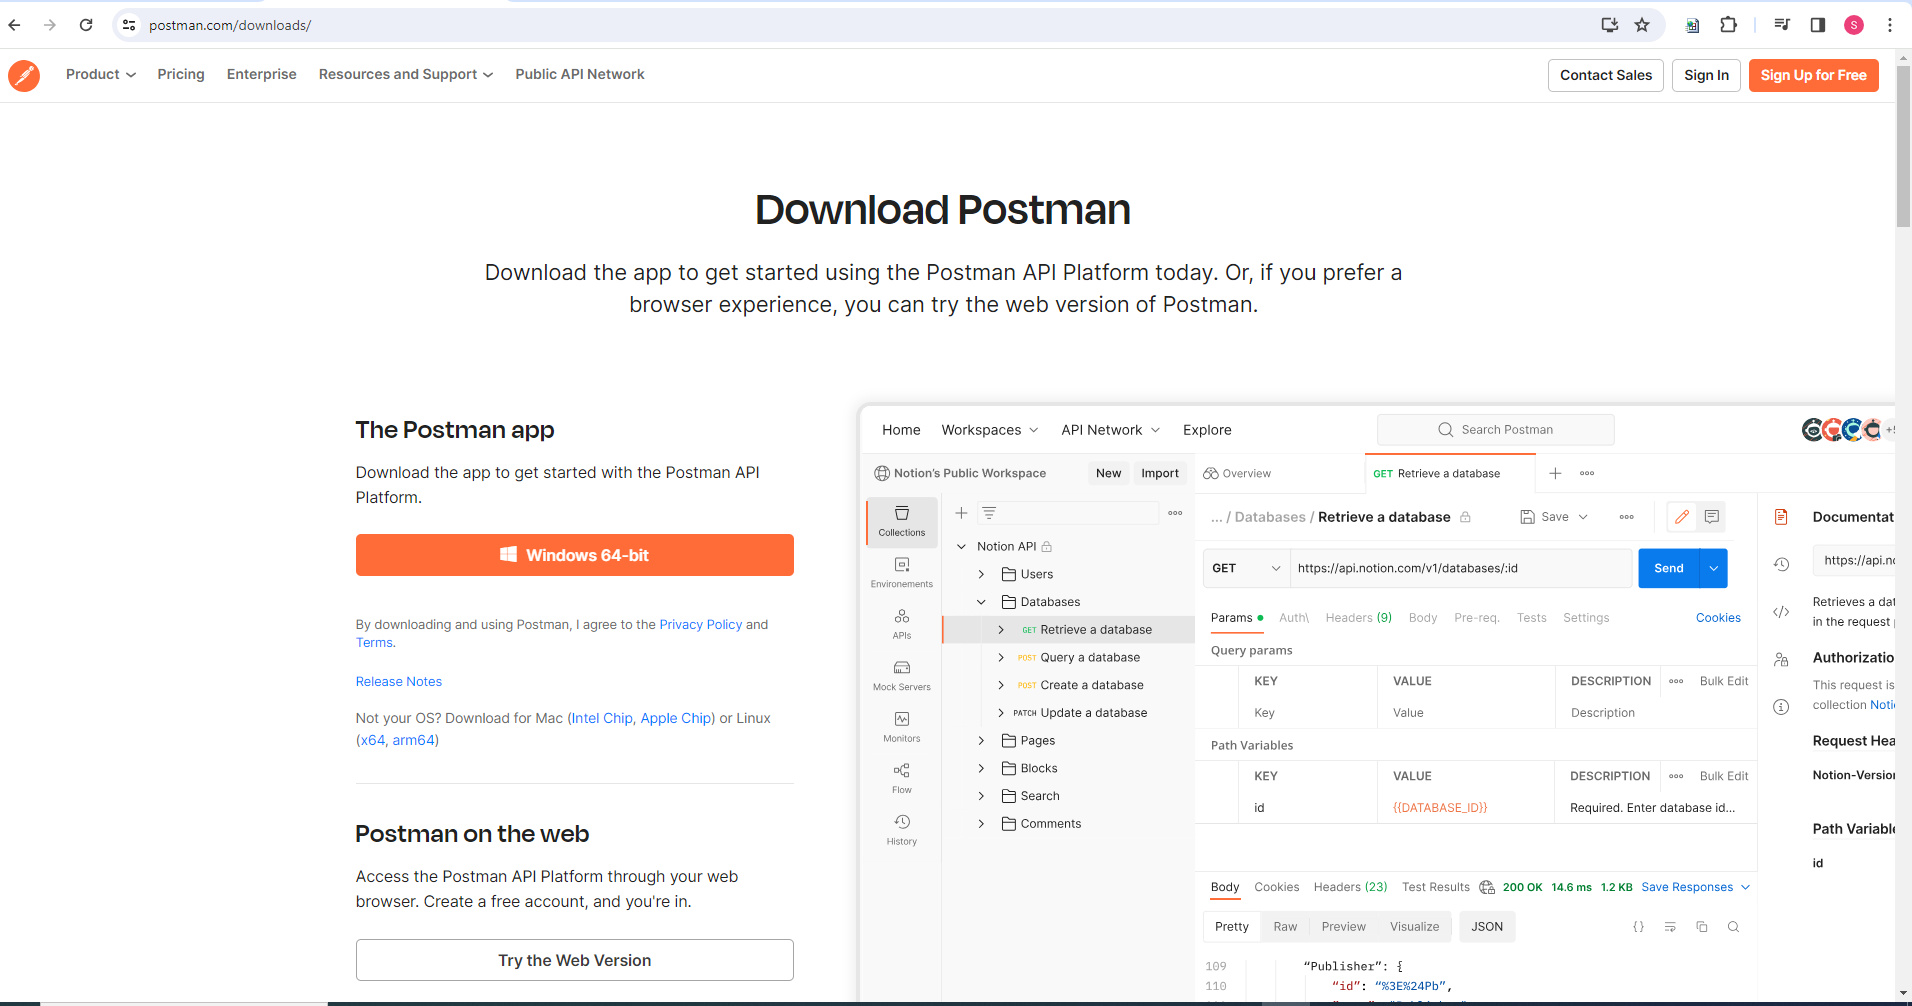 postman.com/downloads/
S
Product
Pricing
Enterprise
Resources and Support
Public API Network
Contact Sales
Sign In
Sign Up for Free
Download Postman
Download the app to get started using the Postman API Platform today. Or, if you prefer a
browser experience, you can try the web version of Postman.
The Postman app
Download the app to get started with the Postman API
Platform.
Windows 64-bit
By downloading and using Postman, I agree to the Privacy Policy and
Terms.
Release Notes
Not your OS? Download for Mac (Intel Chip, Apple Chip) or Linux
(x64, arm64)
Postman on the web
Access the Postman API Platform through your web
browser. Create a free account, and you're in.
Try the Web Version
Home
Workspaces
API Network
Explore
Search Postman
Notion's Public Workspace
New
Import
Overview
GET Retrieve a database
Collections
Environements
APIs
Mock Servers
Monitors
Flow
History
Notion API
Users
Databases
GET Retrieve a database
POST Query a database
POST Create a database
PATCH Update a database
Pages
Blocks
Search
Comments
... / Databases / Retrieve a database
Save
GET
https://api.notion.com/v1/databases/:id
Send
Params
Auth\
Headers (9)
Body
Pre-req.
Tests
Settings
Cookies
Query params
KEY VALUE DESCRIPTION Bulk Edit
Key Value Description
Path Variables
KEY VALUE DESCRIPTION Bulk Edit
id {{DATABASE_ID}} Required. Enter database id...
Body
Cookies
Headers (23)
Test Results
200 OK 14.6 ms 1.2 KB Save Responses
Pretty
Raw
Preview
Visualize
JSON
{}
109 “Publisher”: {
110 “id”: “%3E%24Pb”,
Documentat
https://api.no
Retrieves a dat
in the request
Authorizatio
This request is
collection Noti
Request Hea
Notion-Version
Path Variable
id